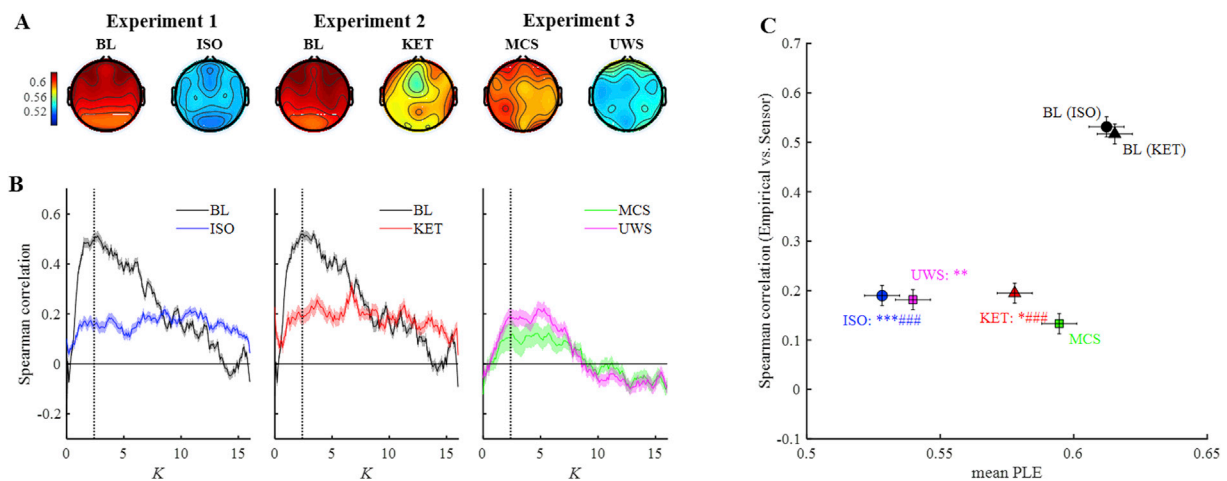 A
Experiment 1 Experiment 2 Experiment 3
BL ISO BL KET MCS UWS
0.6
0.56
0.52
B
Spearman correlation
0.6
0.4
0.2
0
-0.2
BL
ISO
BL
KET
MCS
UWS
0 5 10 15
0 5 10 15
0 5 10 15
K K K
C
Spearman correlation (Empirical vs. Sensor)
0.7
0.6
0.5
0.4
0.3
0.2
0.1
0
-0.1
BL (ISO)
BL (KET)
UWS: **
ISO: ***###
KET: *###
MCS
0.5 0.55 0.6 0.65
mean PLE